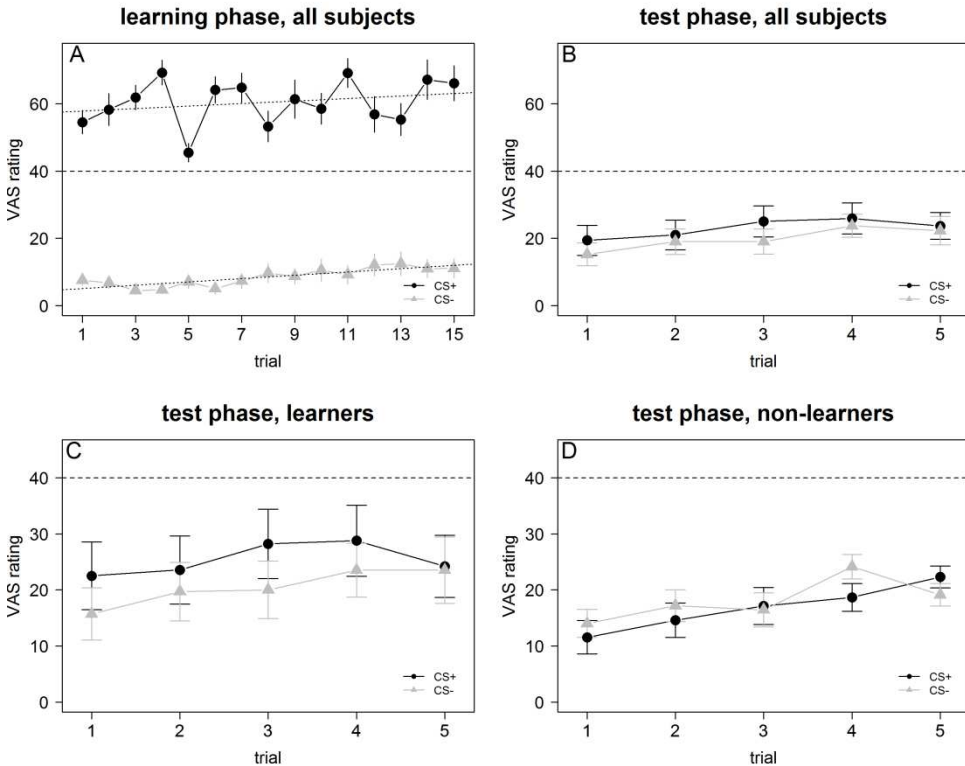 learning phase, all subjects
A
VAS rating
60
40
20
0
CS+
CS-
1 3 5 7 9 11 13 15
trial
test phase, all subjects
B
VAS rating
60
40
20
0
CS+
CS-
1 2 3 4 5
trial
test phase, learners
C
VAS rating
40
30
20
10
0
CS+
CS-
1 2 3 4 5
trial
test phase, non-learners
D
VAS rating
40
30
20
10
0
CS+
CS-
1 2 3 4 5
trial